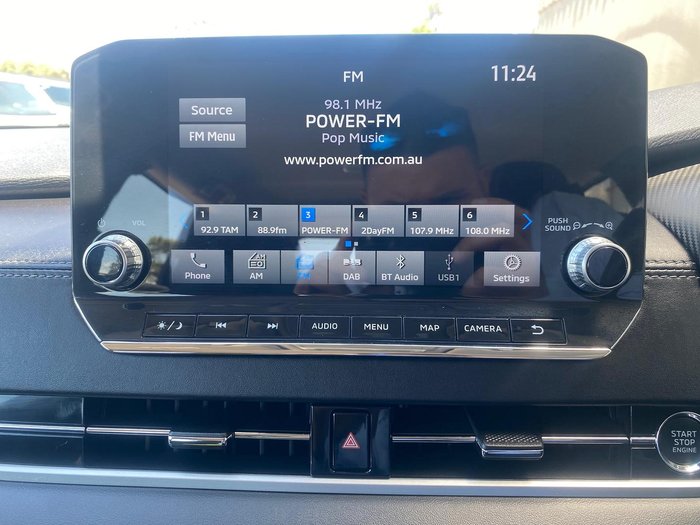 FM
11:24
Source
98.1 MHz
POWER-FM
FM Menu
Pop Music
www.powerfm.com.au
1 2 3 4 5 6
92.9 TAM 88.9fm POWER-FM 2DayFM 107.9 MHz 108.0 MHz
VOL
PUSH
SOUND
Phone AM DAB BT Audio USB1 Settings
AUDIO MENU MAP CAMERA
START
STOP
ENGINE